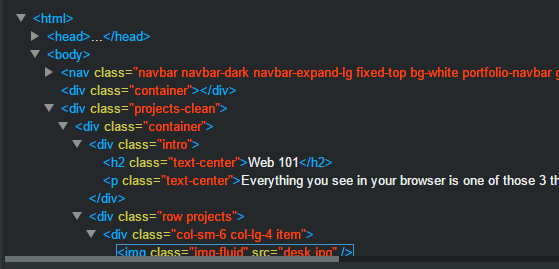 <html>
<head>...</head>
<body>
<nav class="navbar navbar-dark navbar-expand-lg fixed-top bg-white portfolio-navbar
<div class="container"></div>
<div class="projects-clean">
<div class="container">
<div class="intro">
<h2 class="text-center">Web 101</h2>
<p class="text-center">Everything you see in your browser is one of those 3
</div>
<div class="row projects">
<div class="col-sm-6 col-lg-4 item">
<img class="img-fluid" src="desk.jpg" />